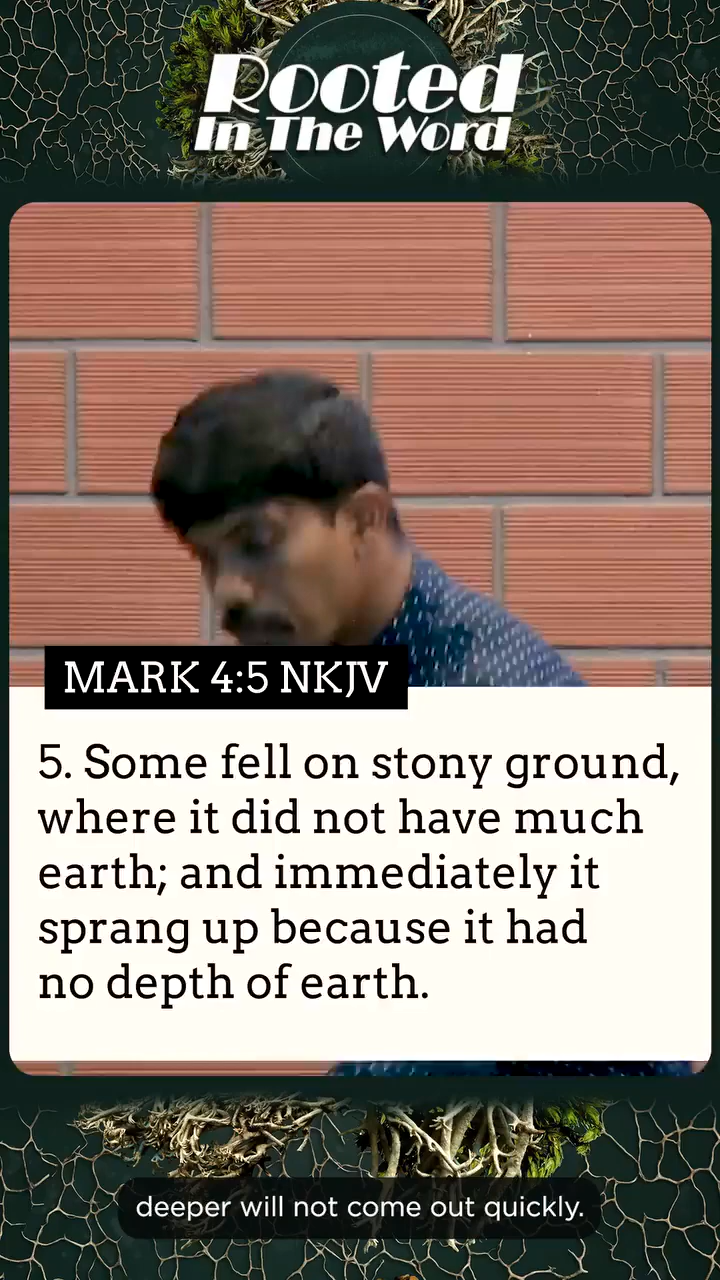 Rooted
In The Word
MARK 4:5 NKJV
5. Some fell on stony ground,
where it did not have much
earth; and immediately it
sprang up because it had
no depth of earth.
deeper will not come out quickly.